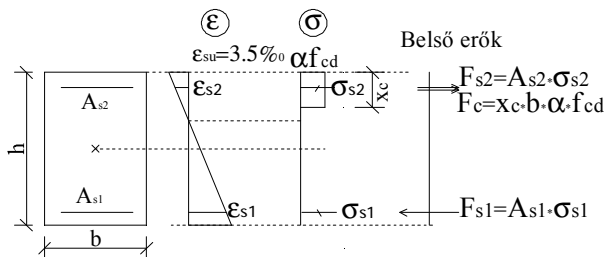 ε σ
Belső erők
εsu=3.5‰ αfcd
As2 εs2 σs2 xc Fs2=As2*σs2
Fc=xc*b*α*fcd
h
As1 εs1 σs1 Fs1=As1*σs1
b